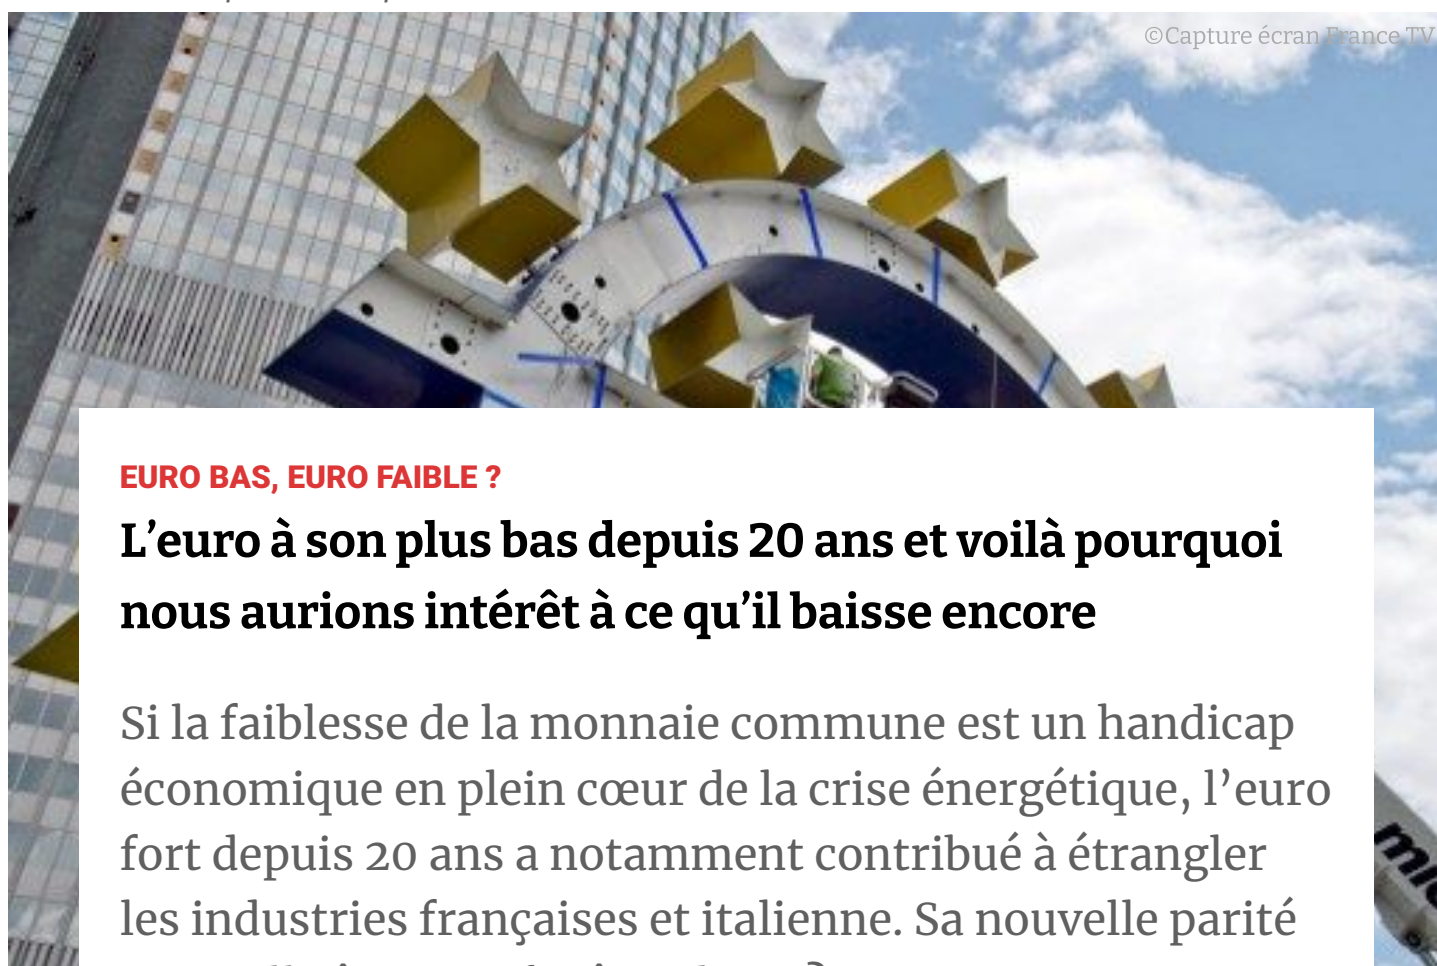 ©Capture écran France TV
EURO BAS, EURO FAIBLE ?
L’euro à son plus bas depuis 20 ans et voilà pourquoi
nous aurions intérêt à ce qu’il baisse encore
Si la faiblesse de la monnaie commune est un handicap
économique en plein cœur de la crise énergétique, l’euro
fort depuis 20 ans a notamment contribué à étrangler
les industries françaises et italienne. Sa nouvelle parité